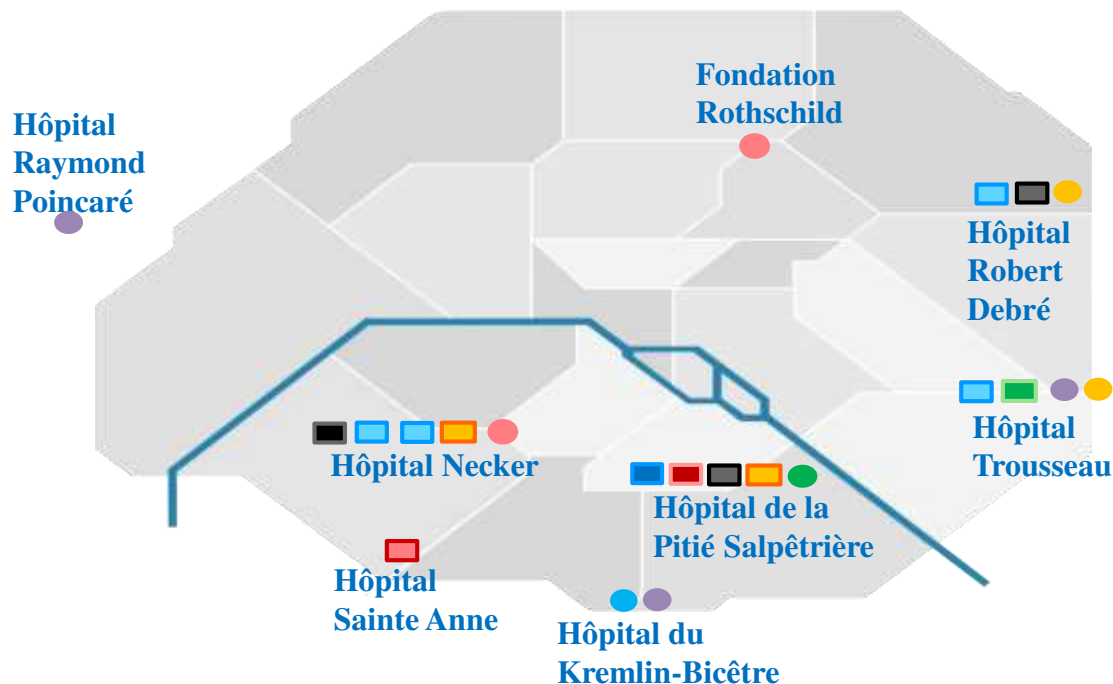 Fondation
Rothschild
Hôpital
Raymond
Poincaré
Hôpital
Robert
Debré
Hôpital
Trousseau
Hôpital Necker
Hôpital de la
Pitié Salpêtrière
Hôpital
Sainte Anne
Hôpital du
Kremlin-Bicêtre